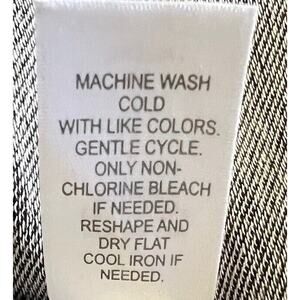 MACHINE WASH
COLD
WITH LIKE COLORS.
GENTLE CYCLE.
ONLY NON-
CHLORINE BLEACH
IF NEEDED.
RESHAPE AND
DRY FLAT
COOL IRON IF
NEEDED.